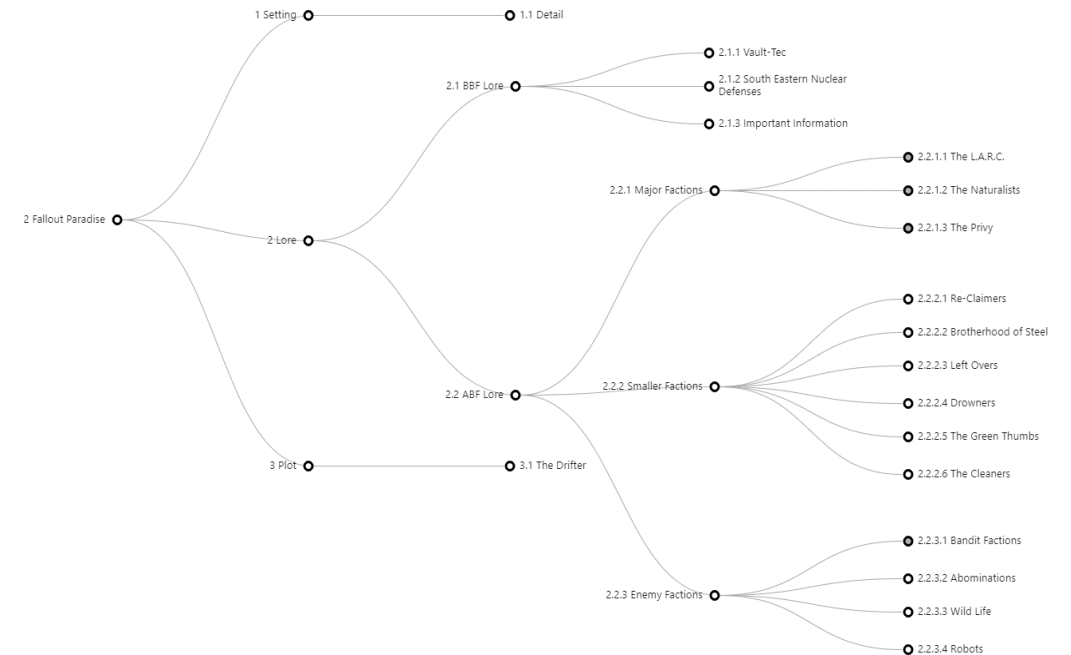 1 Setting
1.1 Detail
2.1.1 Vault-Tec
2.1 BBF Lore
2.1.2 South Eastern Nuclear
Defenses
2.1.3 Important Information
2.2.1.1 The L.A.R.C.
2.2.1 Major Factions
2.2.1.2 The Naturalists
2 Fallout Paradise
2.2.1.3 The Privy
2 Lore
2.2.2.1 Re-Claimers
2.2.2.2 Brotherhood of Steel
2.2.2.3 Left Overs
2.2.2 Smaller Factions
2.2 ABF Lore
2.2.2.4 Drowners
2.2.2.5 The Green Thumbs
3 Plot
3.1 The Drifter
2.2.2.6 The Cleaners
2.2.3.1 Bandit Factions
2.2.3.2 Abominations
2.2.3 Enemy Factions
2.2.3.3 Wild Life
2.2.3.4 Robots